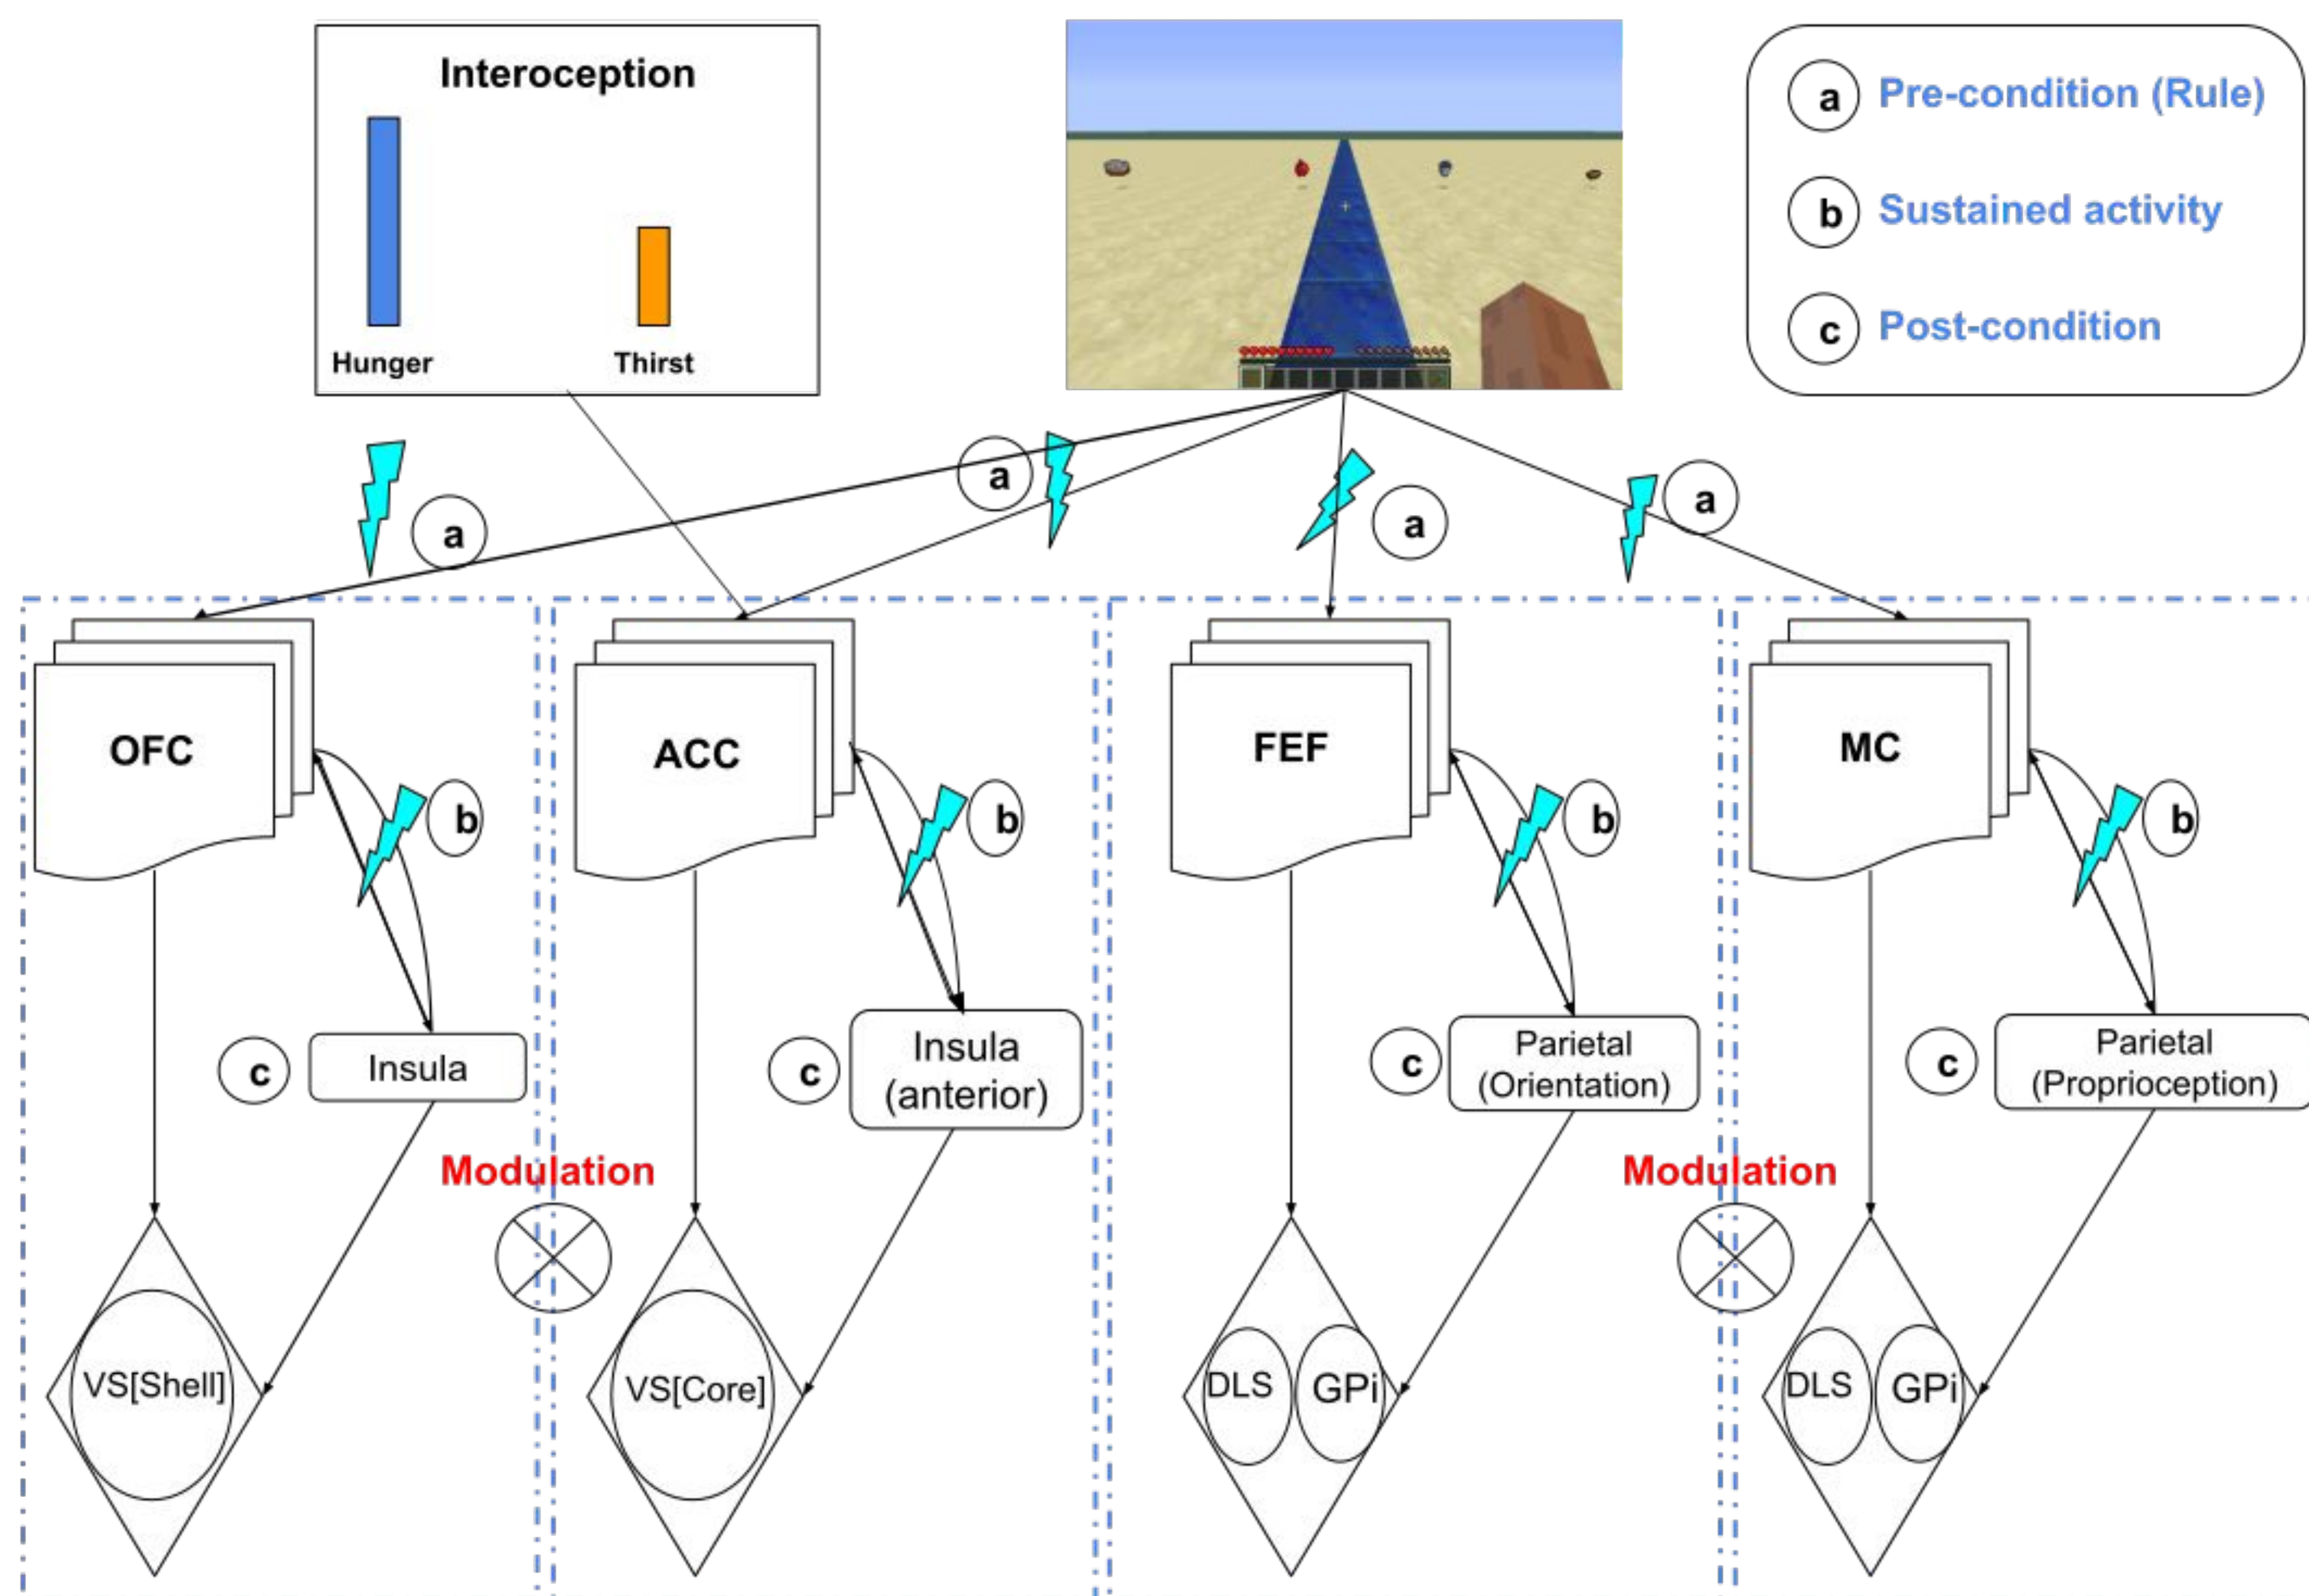 Interoception
Hunger
Thirst
a Pre-condition (Rule)
b Sustained activity
c Post-condition
a
a
a
a
OFC
b
ACC
b
FEF
b
MC
b
c
Insula
c
Insula
(anterior)
c
Parietal
(Orientation)
c
Parietal
(Proprioception)
Modulation
Modulation
VS[Shell]
VS[Core]
DLS
GPi
DLS
GPi